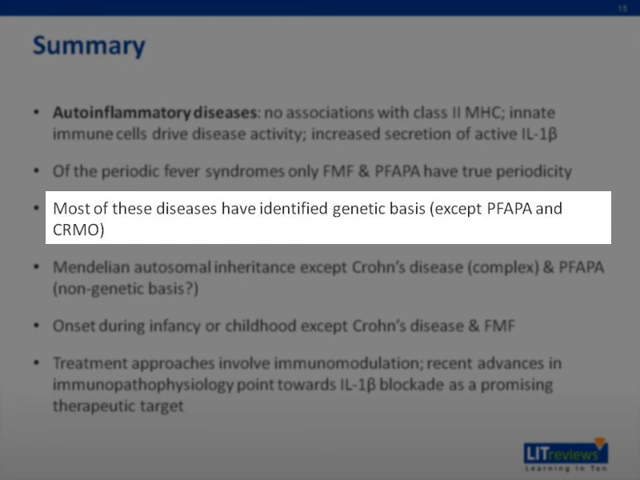 15
Summary
• Autoinflammatory diseases: no associations with class II MHC; innate
immune cells drive disease activity; increased secretion of active IL-1β
• Of the periodic fever syndromes only FMF & PFAPA have true periodicity
• Most of these diseases have identified genetic basis (except PFAPA and
CRMO)
• Mendelian autosomal inheritance except Crohn's disease (complex) & PFAPA
(non-genetic basis?)
• Onset during infancy or childhood except Crohn's disease & FMF
• Treatment approaches involve immunomodulation; recent advances in
immunopathophysiology point towards IL-1β blockade as a promising
therapeutic target
LITreviews
Learning In Ten